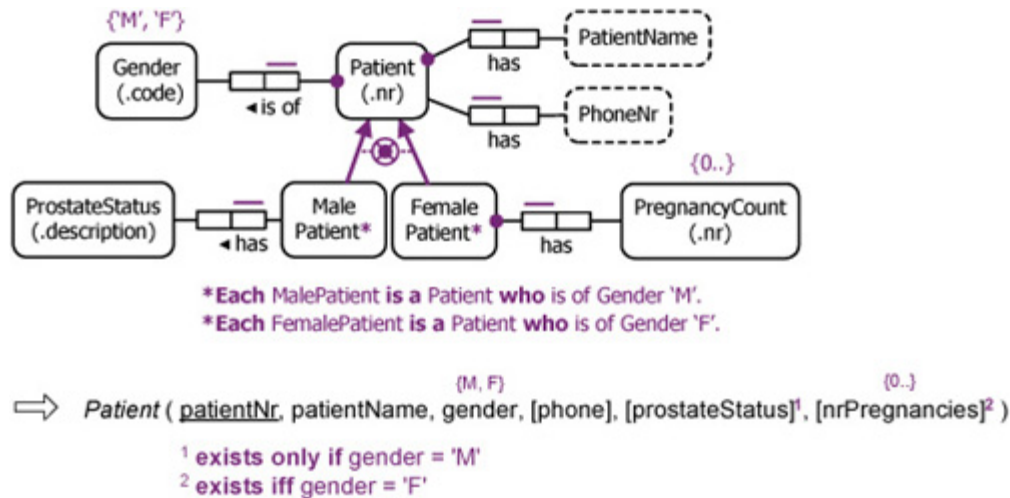 {'M', 'F'}
Gender
(.code)
◄ is of
Patient
(.nr)
has
PatientName
has
PhoneNr
{0..}
ProstateStatus
(.description)
◄ has
Male
Patient*
Female
Patient*
has
PregnancyCount
(.nr)
*Each MalePatient is a Patient who is of Gender ‘M’.
*Each FemalePatient is a Patient who is of Gender ‘F’.
{M, F}
{0..}
⇨ Patient ( patientNr, patientName, gender, [phone], [prostateStatus]¹, [nrPregnancies]² )
¹ exists only if gender = 'M'
² exists iff gender = 'F'